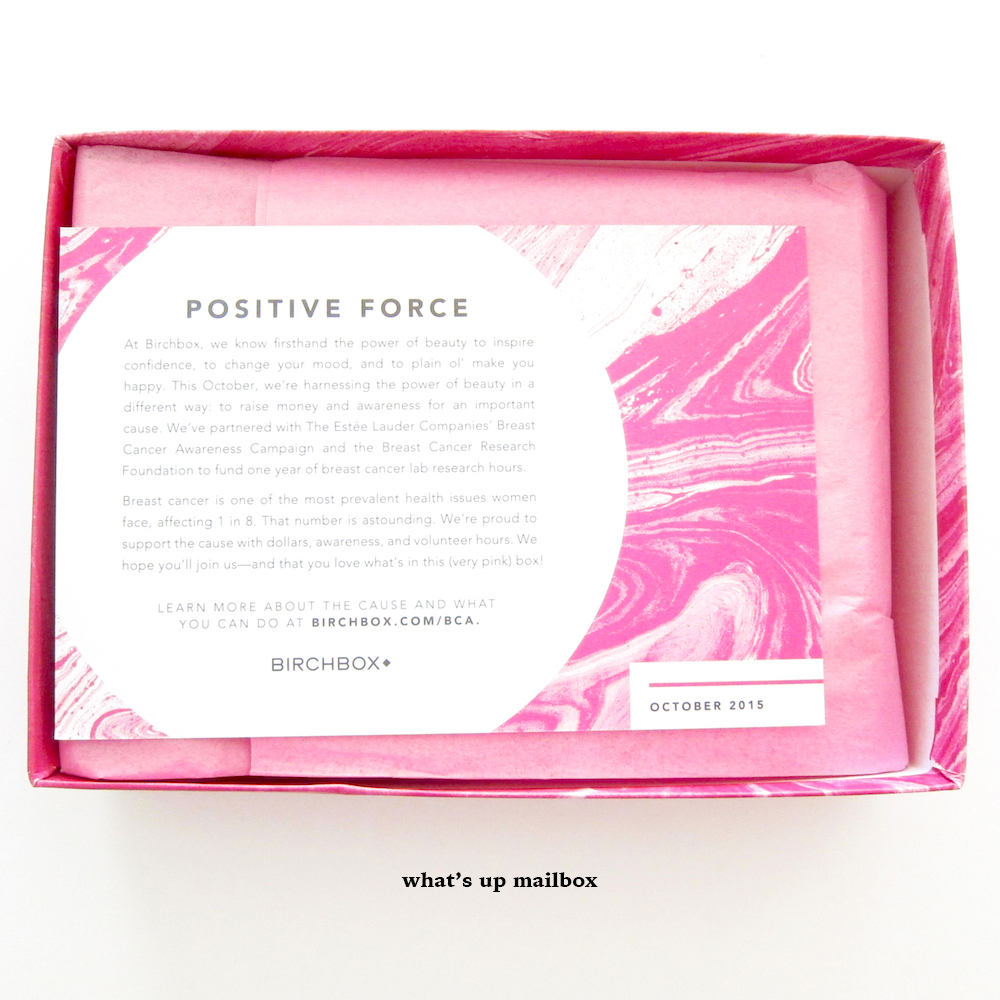 POSITIVE FORCE
At Birchbox, we know firsthand the power of beauty to inspire
confidence, to change your mood, and to plain ol' make you
happy. This October, we're harnessing the power of beauty in a
different way: to raise money and awareness for an important
cause. We've partnered with The Estée Lauder Companies' Breast
Cancer Awareness Campaign and the Breast Cancer Research
Foundation to fund one year of breast cancer lab research hours.
Breast cancer is one of the most prevalent health issues women
face, affecting 1 in 8. That number is astounding. We're proud to
support the cause with dollars, awareness, and volunteer hours. We
hope you'll join us—and that you love what's in this (very pink) box!
LEARN MORE ABOUT THE CAUSE AND WHAT
YOU CAN DO AT BIRCHBOX.COM/BCA.
BIRCHBOX
OCTOBER 2015
what's up mailbox